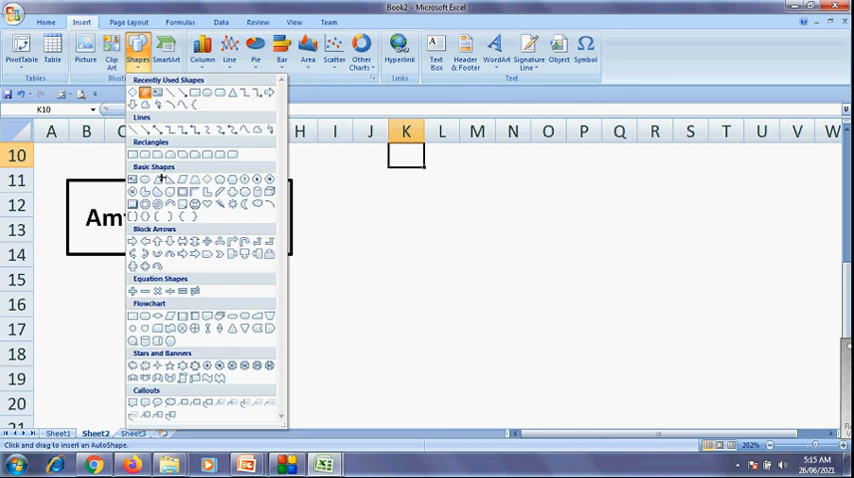 Book2 - Microsoft Excel
Home Insert Page Layout Formulas Data Review View Team
PivotTable Table Picture Clip Art Shapes SmartArt Column Line Pie Bar Area Scatter Other Charts Hyperlink Text Box Header & Footer WordArt Signature Line Object Symbol
Tables Links Text
K10
Recently Used Shapes
Lines
Rectangles
Basic Shapes
Block Arrows
Equation Shapes
Flowchart
Stars and Banners
Callouts
A B C H I J K L M N O P Q R S T U V W
10
11
12
13
14
15
16
17
18
19
20
21
Sheet1 Sheet2 Sheet3
Click and drag to insert an AutoShape.
202%
5:15 AM
26/06/2021